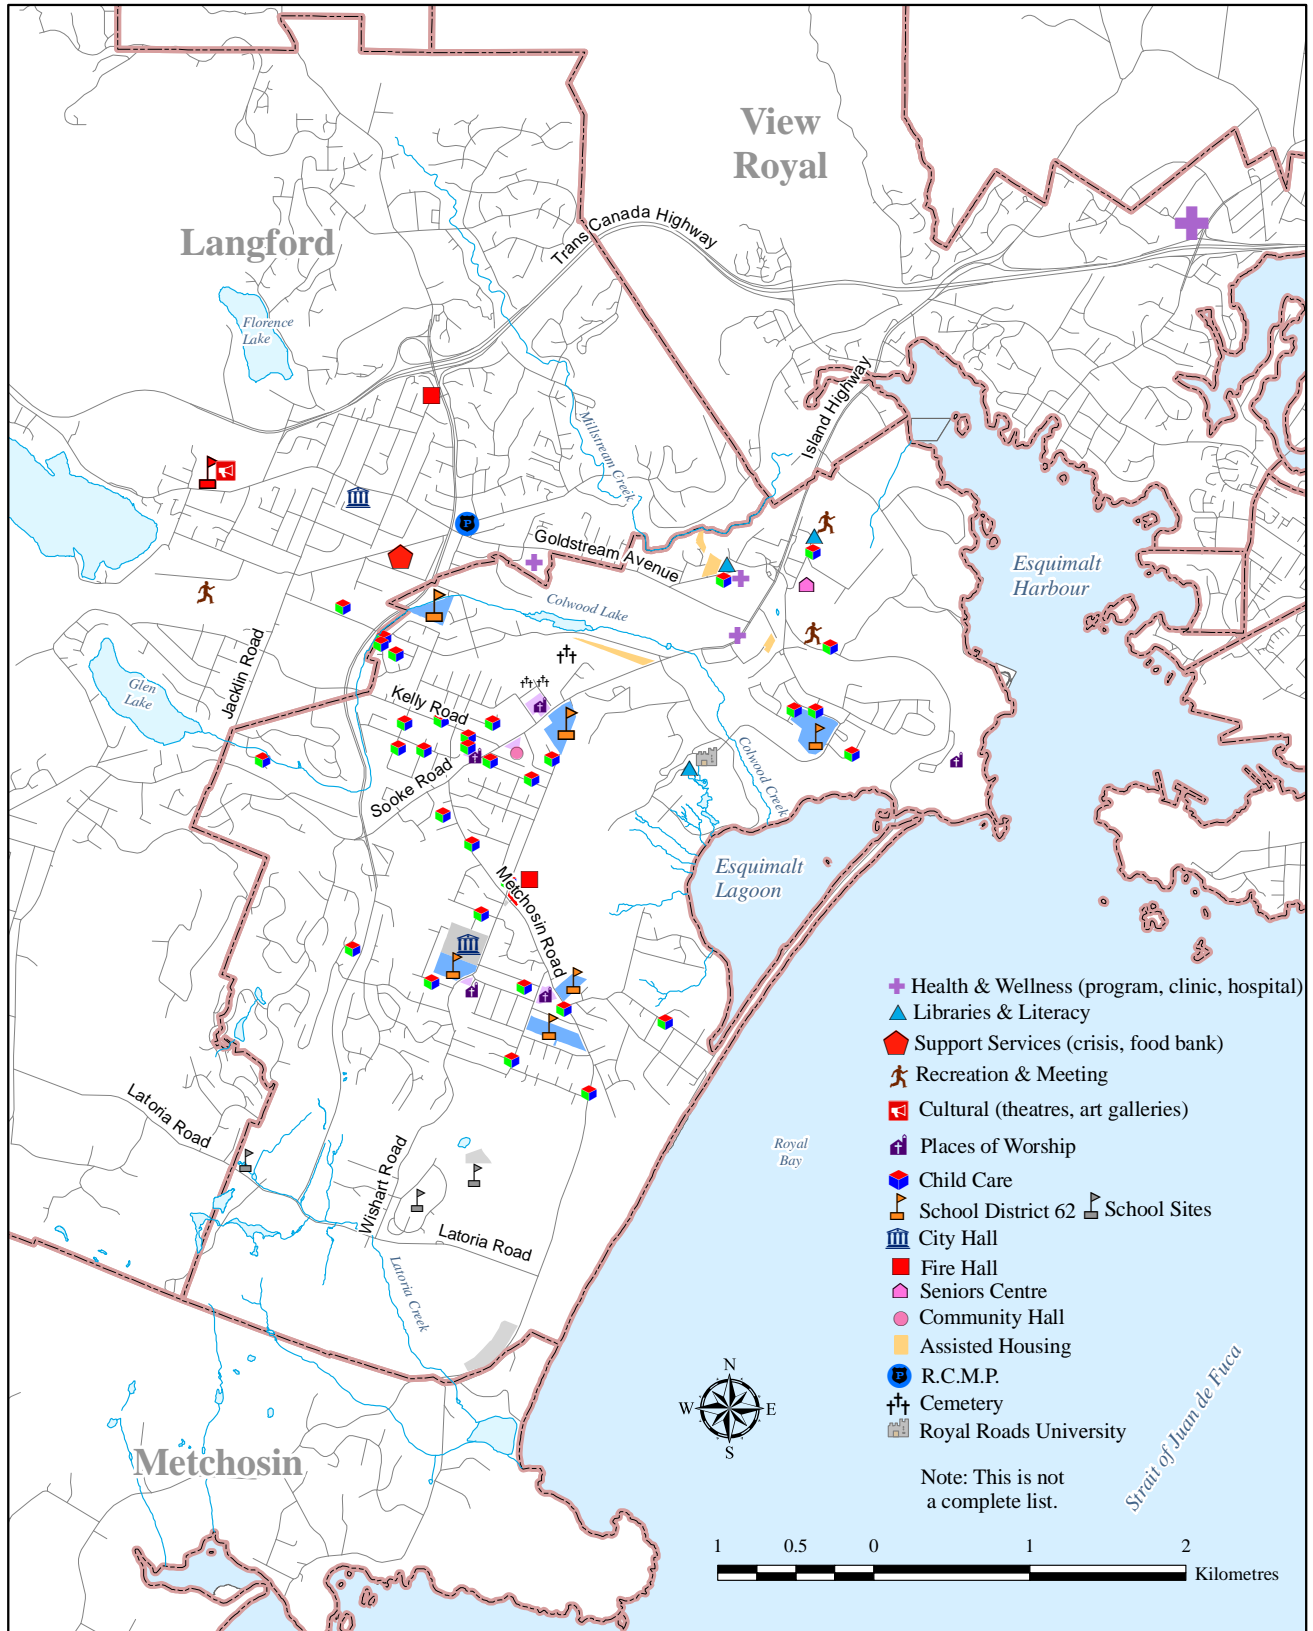 View
Royal
Trans Canada Highway
Langford
Florence
Lake
Island Highway
Millstream Creek
P
Goldstream Avenue
Esquimalt
Harbour
Colwood Lake
Jacklin Road
Glen
Lake
Kelly Road
Sooke Road
Colwood Creek
Esquimalt
Lagoon
Metchosin Road
Health & Wellness (program, clinic, hospital)
Libraries & Literacy
Support Services (crisis, food bank)
Recreation & Meeting
Cultural (theatres, art galleries)
Places of Worship
Child Care
School District 62 School Sites
City Hall
Fire Hall
Seniors Centre
Community Hall
Assisted Housing
P R.C.M.P.
Cemetery
Royal Roads University
Note: This is not
a complete list.
Latoria Road
Royal
Bay
Wishart Road
Latoria Road
Latoria Creek
N
W E
S
Strait of Juan de Fuca
Metchosin
1 0.5 0 1 2
Kilometres